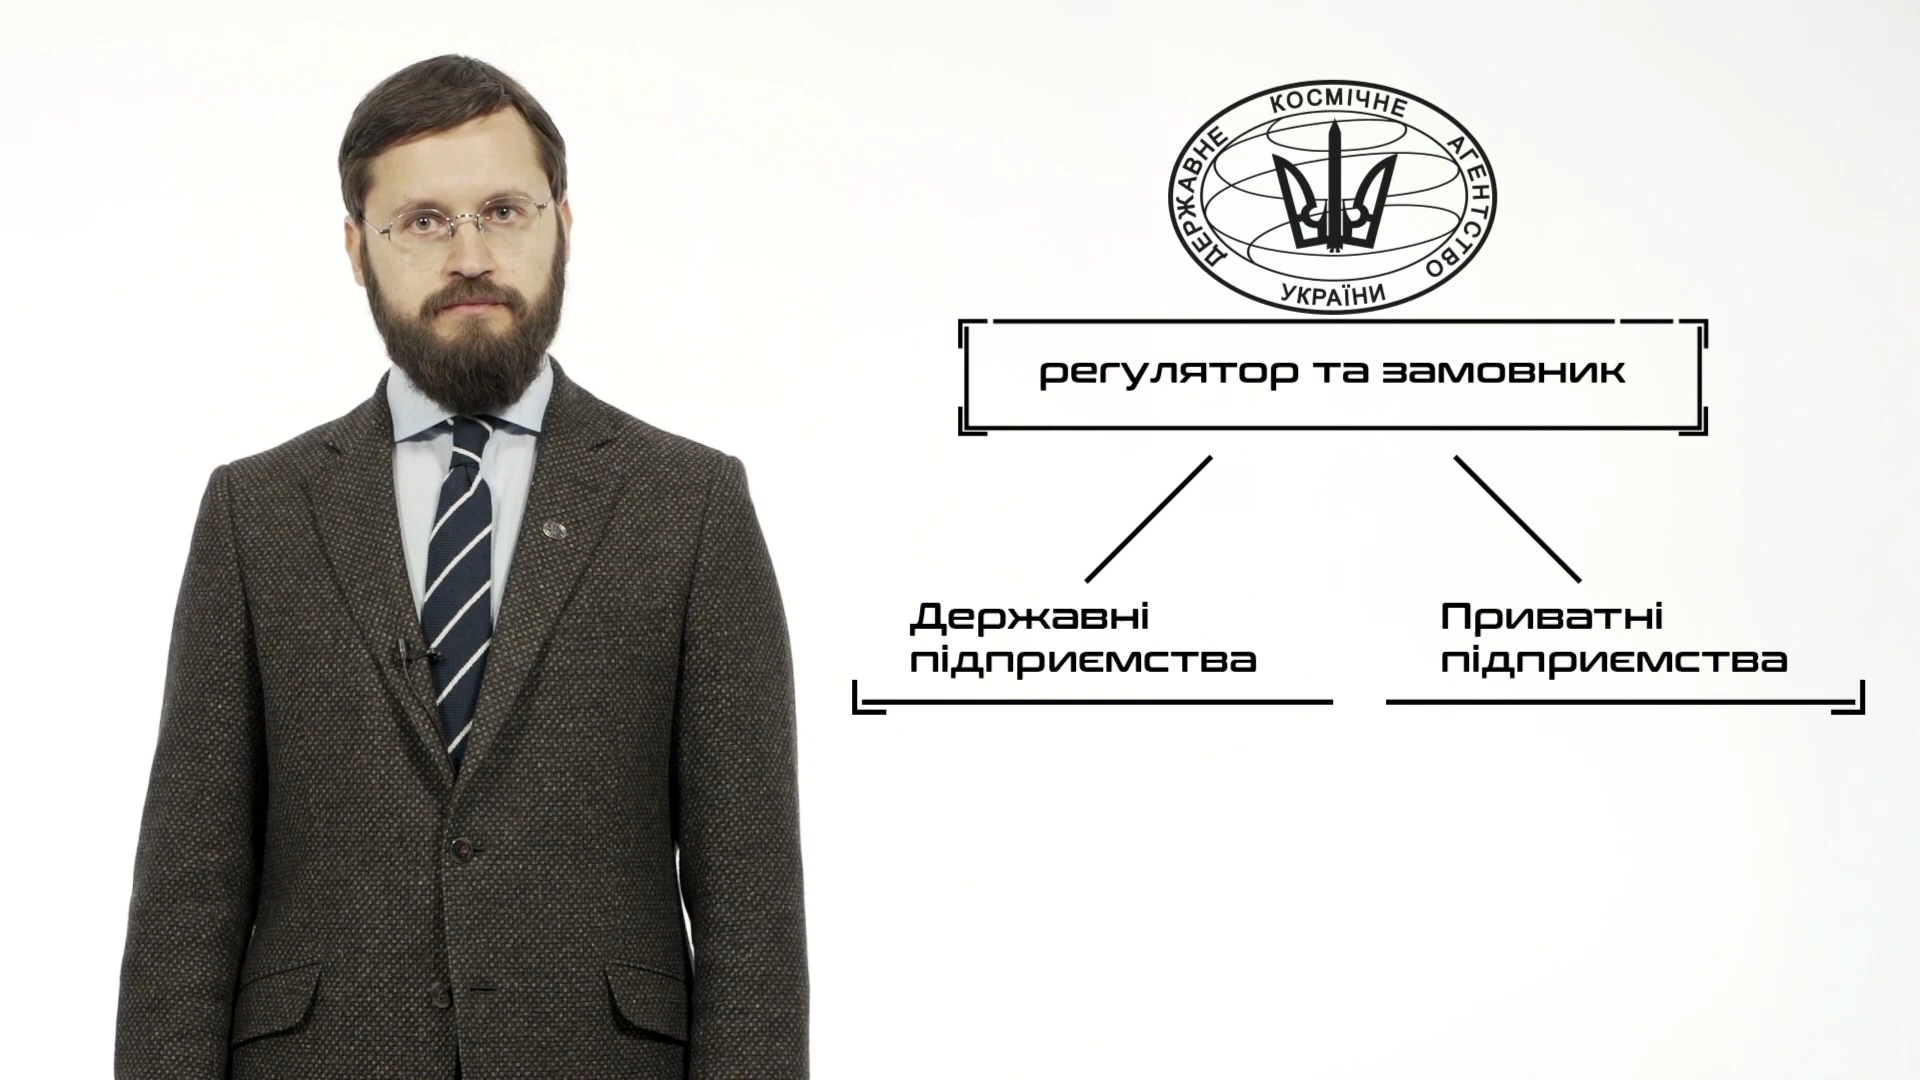 ДЕРЖАВНЕ КОСМІЧНЕ АГЕНТСТВО
УКРАЇНИ
регулятор та замовник
Державні
підприємства
Приватні
підприємства